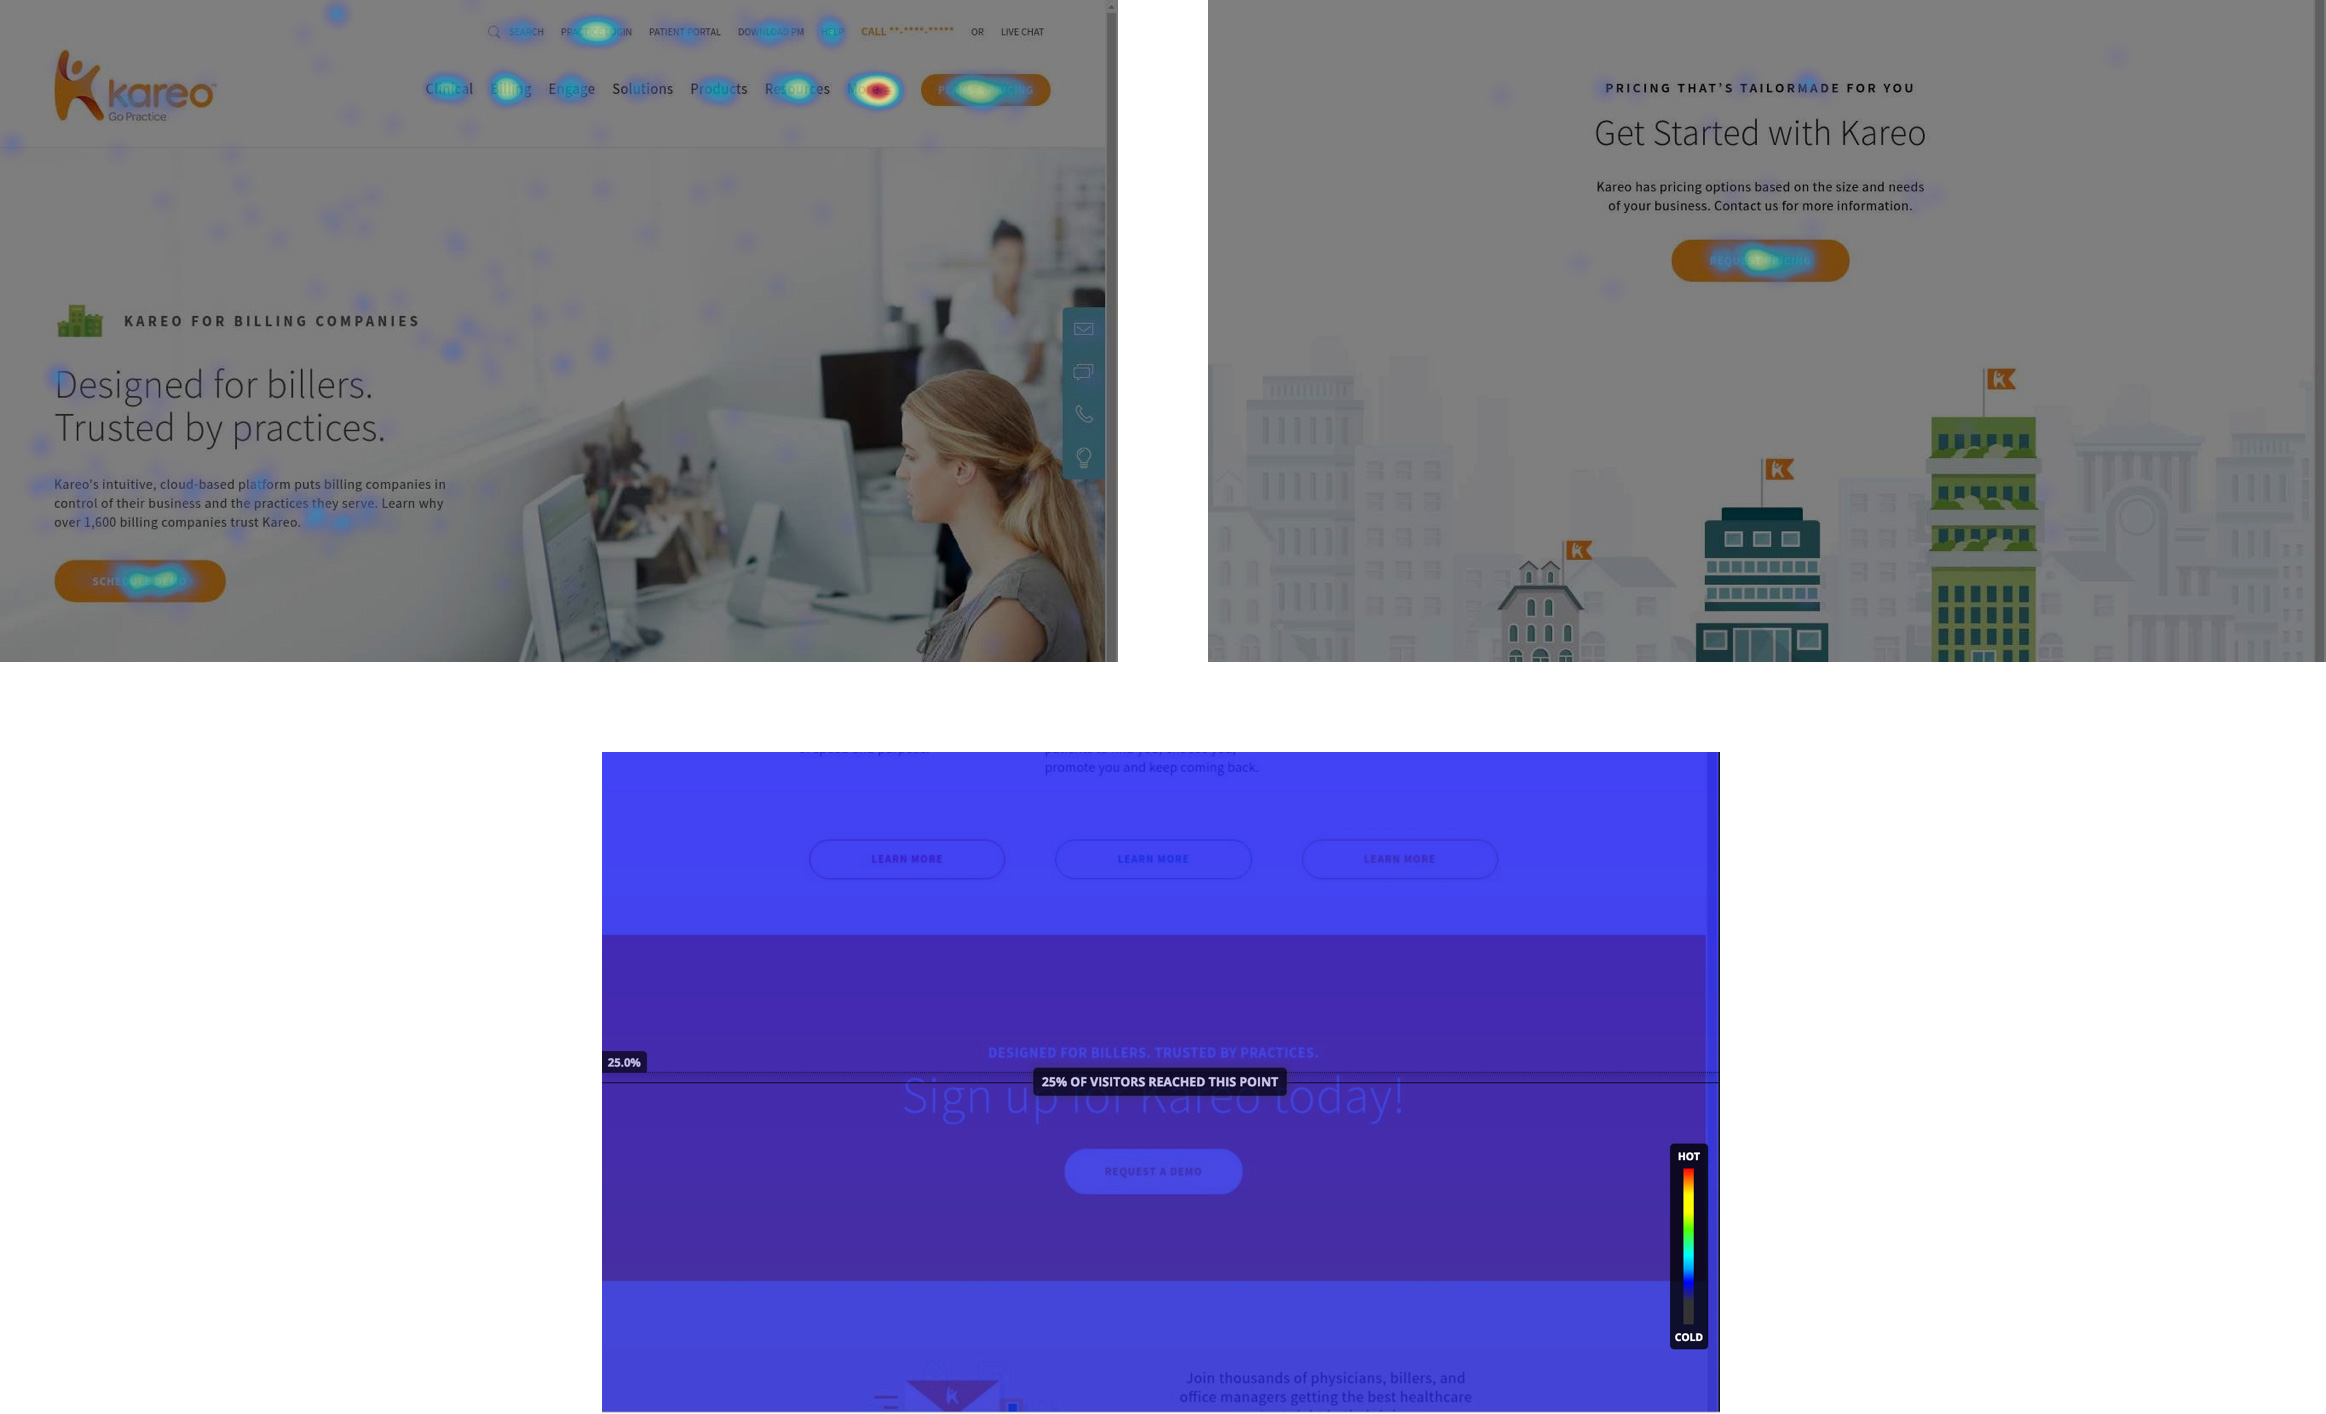 SEARCH PRACTICE LOGIN PATIENT PORTAL DOWNLOAD PM HELP CALL **-****-***** OR LIVE CHAT
kareo™
Go Practice
Clinical Billing Engage Solutions Products Resources More PLANS & PRICING
KAREO FOR BILLING COMPANIES
Designed for billers.
Trusted by practices.
Kareo's intuitive, cloud-based platform puts billing companies in
control of their business and the practices they serve. Learn why
over 1,600 billing companies trust Kareo.
SCHEDULE DEMO
PRICING THAT'S TAILORMADE FOR YOU
Get Started with Kareo
Kareo has pricing options based on the size and needs
of your business. Contact us for more information.
REQUEST PRICING
promote you and keep coming back.
LEARN MORE LEARN MORE LEARN MORE
DESIGNED FOR BILLERS. TRUSTED BY PRACTICES.
25.0%
25% OF VISITORS REACHED THIS POINT
Sign up for Kareo today!
REQUEST A DEMO
HOT
COLD
Join thousands of physicians, billers, and
office managers getting the best healthcare